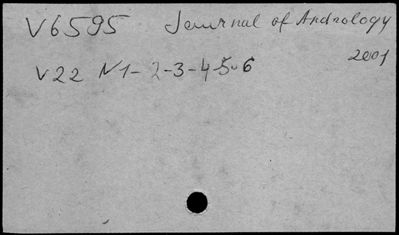 V6595 Journal of Andrology
2001
V22 N1-2-3-4-5-6